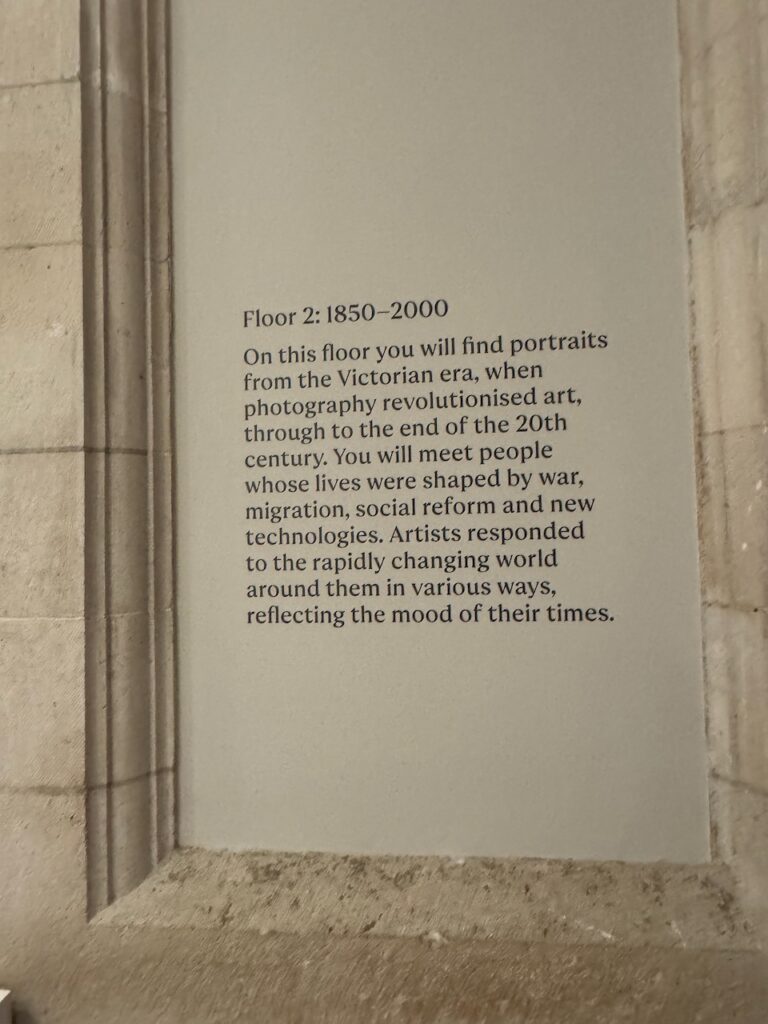 Floor 2: 1850–2000
On this floor you will find portraits
from the Victorian era, when
photography revolutionised art,
through to the end of the 20th
century. You will meet people
whose lives were shaped by war,
migration, social reform and new
technologies. Artists responded
to the rapidly changing world
around them in various ways,
reflecting the mood of their times.